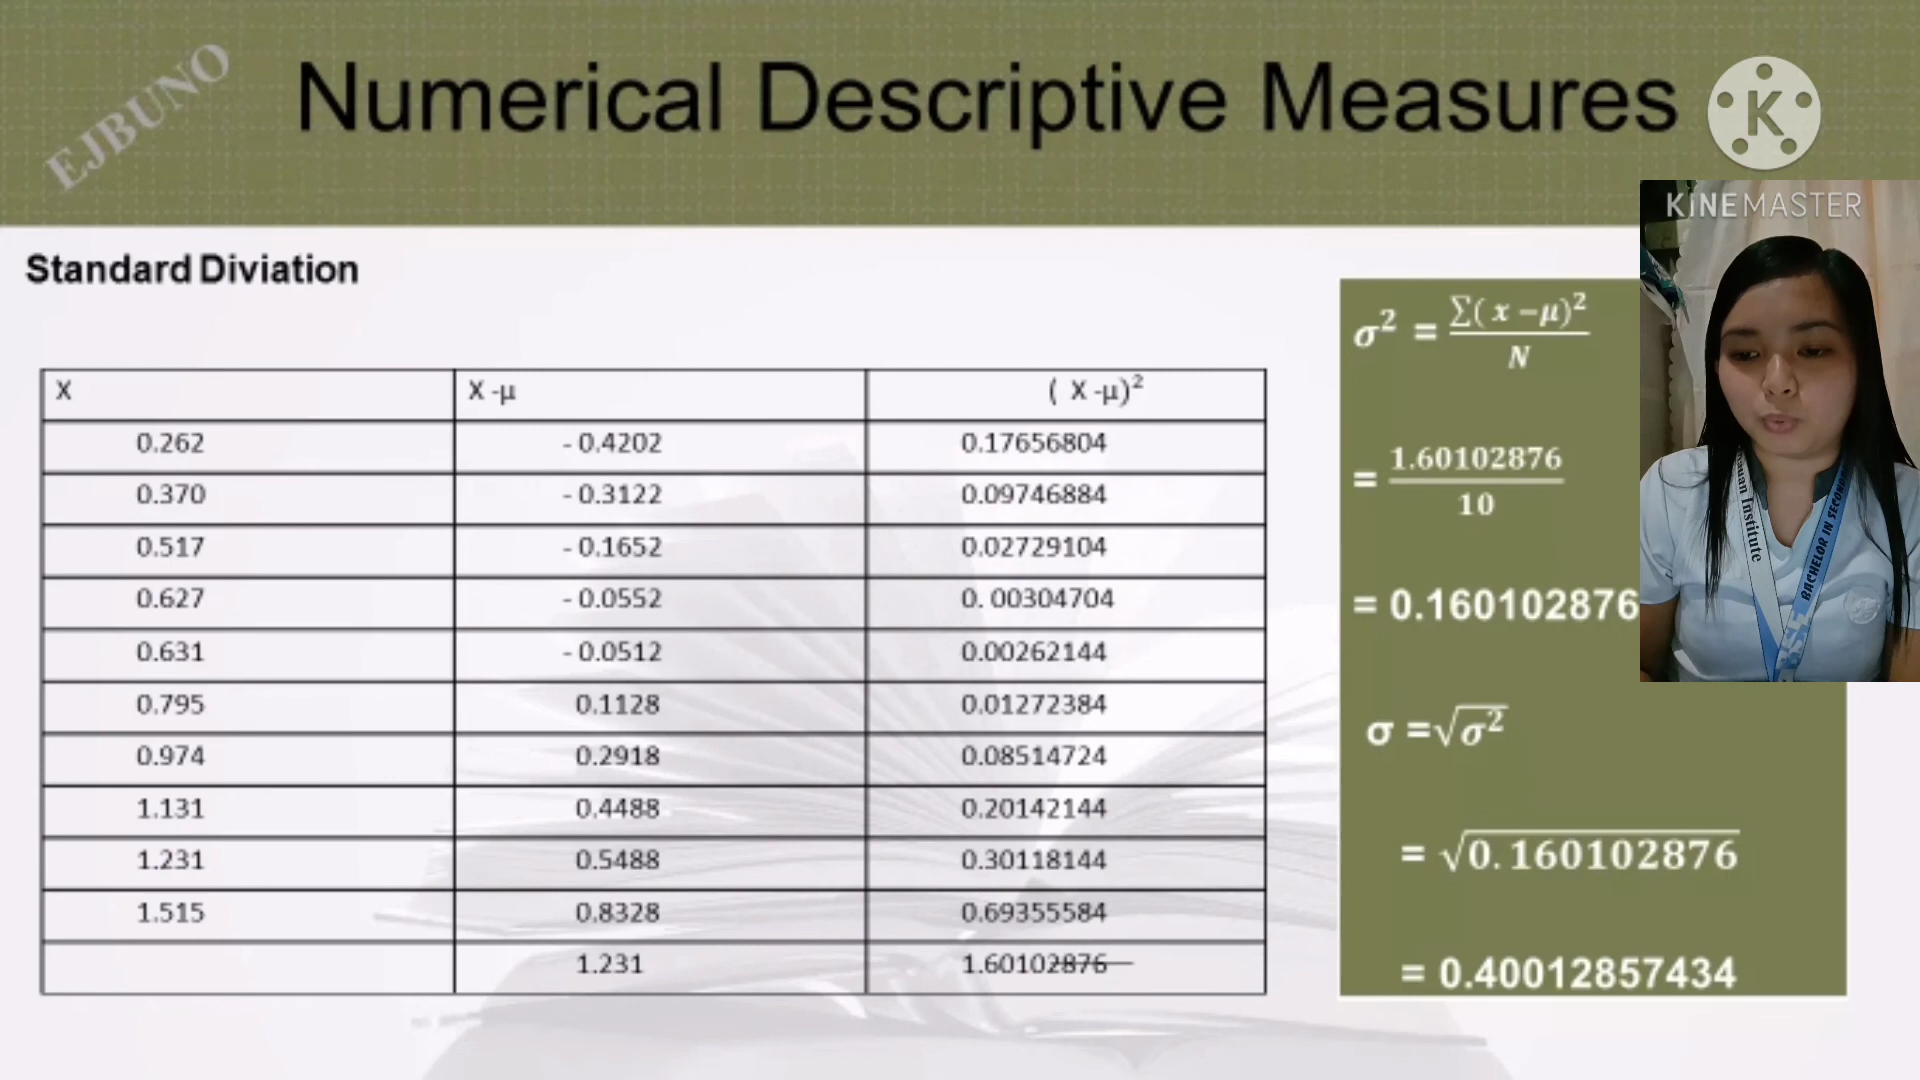 EJBUNO
Numerical Descriptive Measures
K
KINEMASTER
Standard Diviation
X X -μ ( X -μ)²
0.262 - 0.4202 0.17656804
0.370 - 0.3122 0.09746884
0.517 - 0.1652 0.02729104
0.627 - 0.0552 0. 00304704
0.631 - 0.0512 0.00262144
0.795 0.1128 0.01272384
0.974 0.2918 0.08514724
1.131 0.4488 0.20142144
1.231 0.5488 0.30118144
1.515 0.8328 0.69355584
1.231 1.60102876
σ² = ∑( x −μ)² / N
= 1.60102876 / 10
= 0.160102876
σ =√σ²
= √0. 160102876
= 0.40012857434
Institute
BACHELOR IN